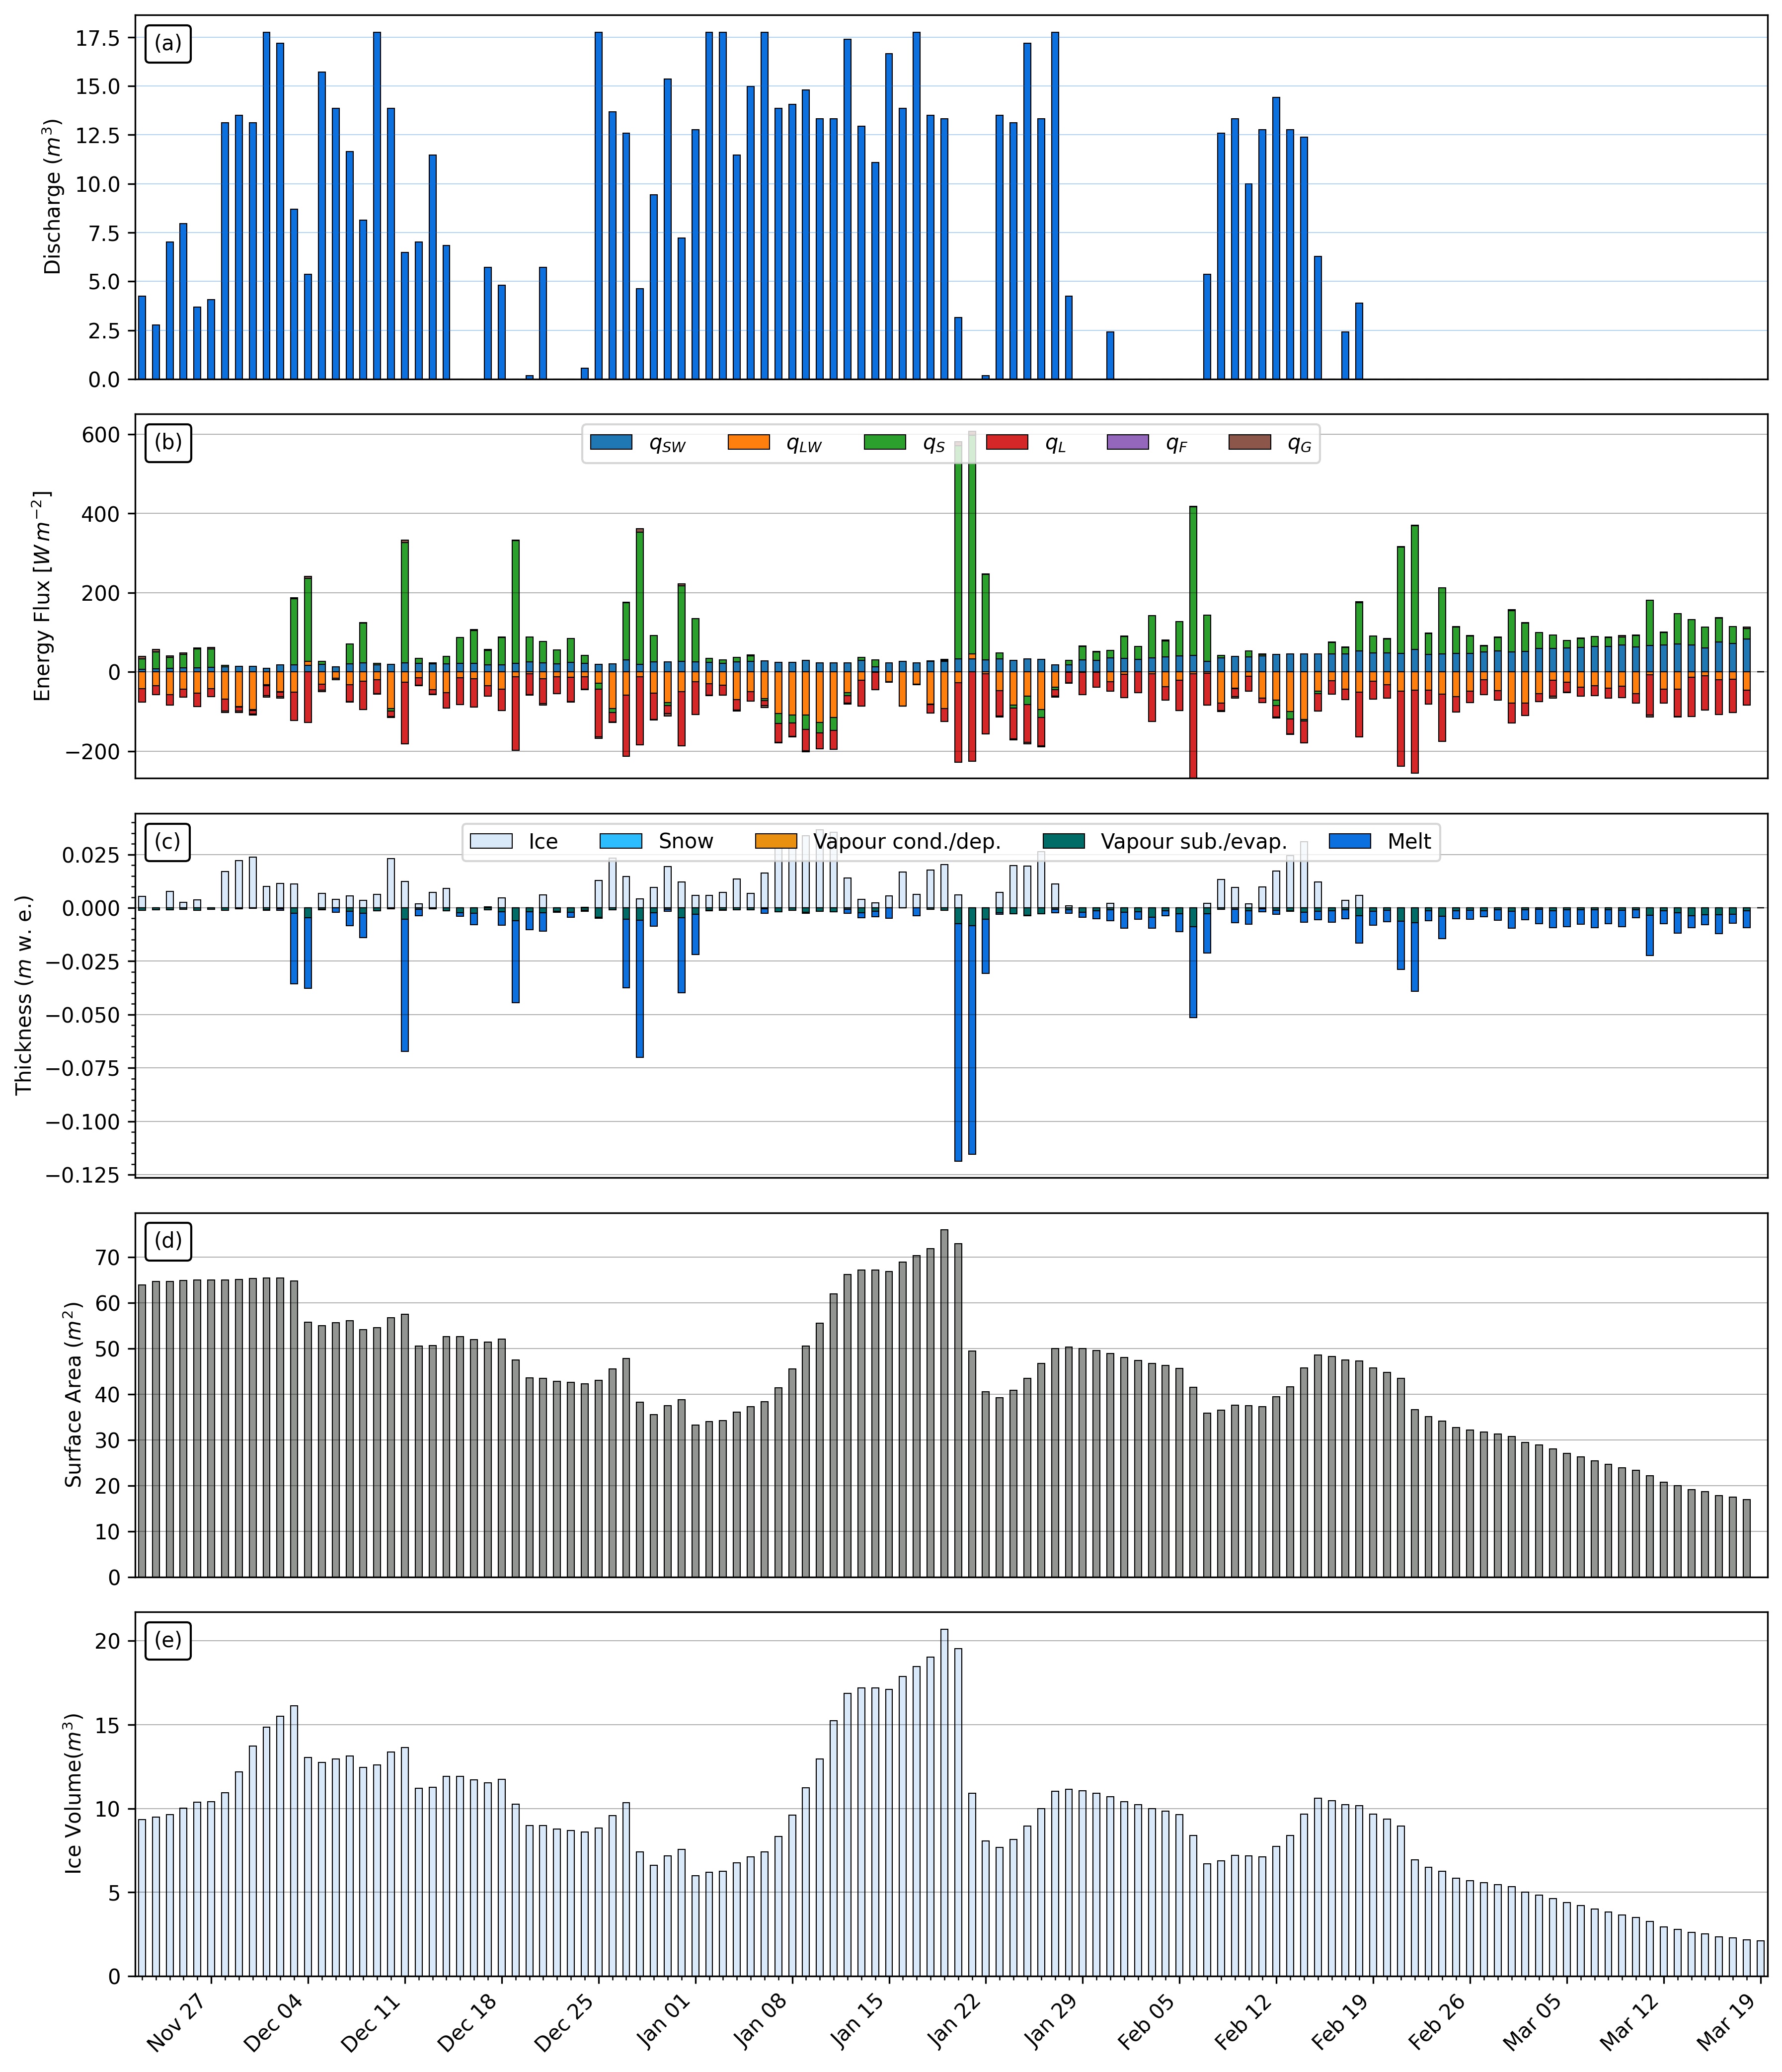 (a)
Discharge (m³)
17.5
15.0
12.5
10.0
7.5
5.0
2.5
0.0
(b)
q_SW q_LW q_S q_L q_F q_G
Energy Flux [W m⁻²]
600
400
200
0
−200
(c)
Ice Snow Vapour cond./dep. Vapour sub./evap. Melt
Thickness (m w. e.)
0.025
0.000
−0.025
−0.050
−0.075
−0.100
−0.125
(d)
Surface Area (m²)
70
60
50
40
30
20
10
0
(e)
Ice Volume(m³)
20
15
10
5
0
Nov 27 Dec 04 Dec 11 Dec 18 Dec 25 Jan 01 Jan 08 Jan 15 Jan 22 Jan 29 Feb 05 Feb 12 Feb 19 Feb 26 Mar 05 Mar 12 Mar 19